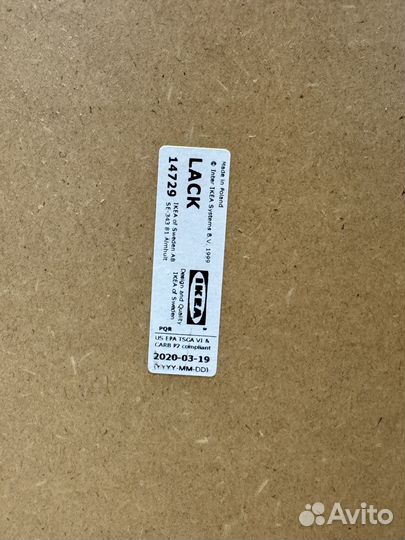 Made in Poland
© Inter IKEA Systems B.V. 1999
LACK
14729
IKEA of Sweden AB
SE-343 81 Älmhult
IKEA
®
Design and Quality
IKEA of Sweden
PQR
US EPA TSCA VI &
CARB P2 compliant
2020-03-19
(YYYY-MM-DD)
Avito